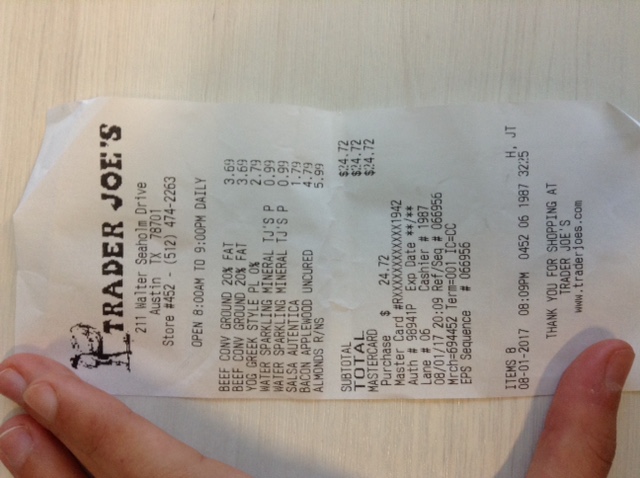 TRADER JOE'S
211 Walter Seaholm Drive
Austin TX 78701
Store #452 - (512) 474-2263
OPEN 8:00AM TO 9:00PM DAILY
BEEF CONV GROUND 20% FAT 3.69
BEEF CONV GROUND 20% FAT 3.69
YOG GREEK STYLE PL 0% 2.79
WATER SPARKLING MINERAL TJ'S P 0.99
WATER SPARKLING MINERAL TJ'S P 0.99
SALSA AUTENTICA 1.79
BACON APPLEWOOD UNCURED 4.79
ALMONDS R/NS 5.99
SUBTOTAL $24.72
TOTAL $24.72
MASTERCARD $24.72
Purchase $ 24.72
Master Card #RXXXXXXXXXXXX1942
Auth # 98941P Exp Date **/**
Lane # 06 Cashier # 1987
08/01/17 20:09 Ref/Seq # 066956
Mrch=694452 Term=001 IC=CC
EPS Sequence # 066956
ITEMS 8 H, JT
08-01-2017 08:09PM 0452 06 1987 3225
THANK YOU FOR SHOPPING AT
TRADER JOE'S
www.traderjoes.com